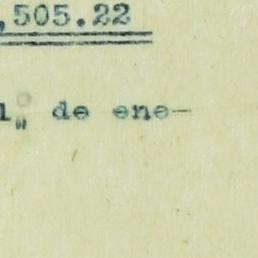 ,505.22
1º de ene-